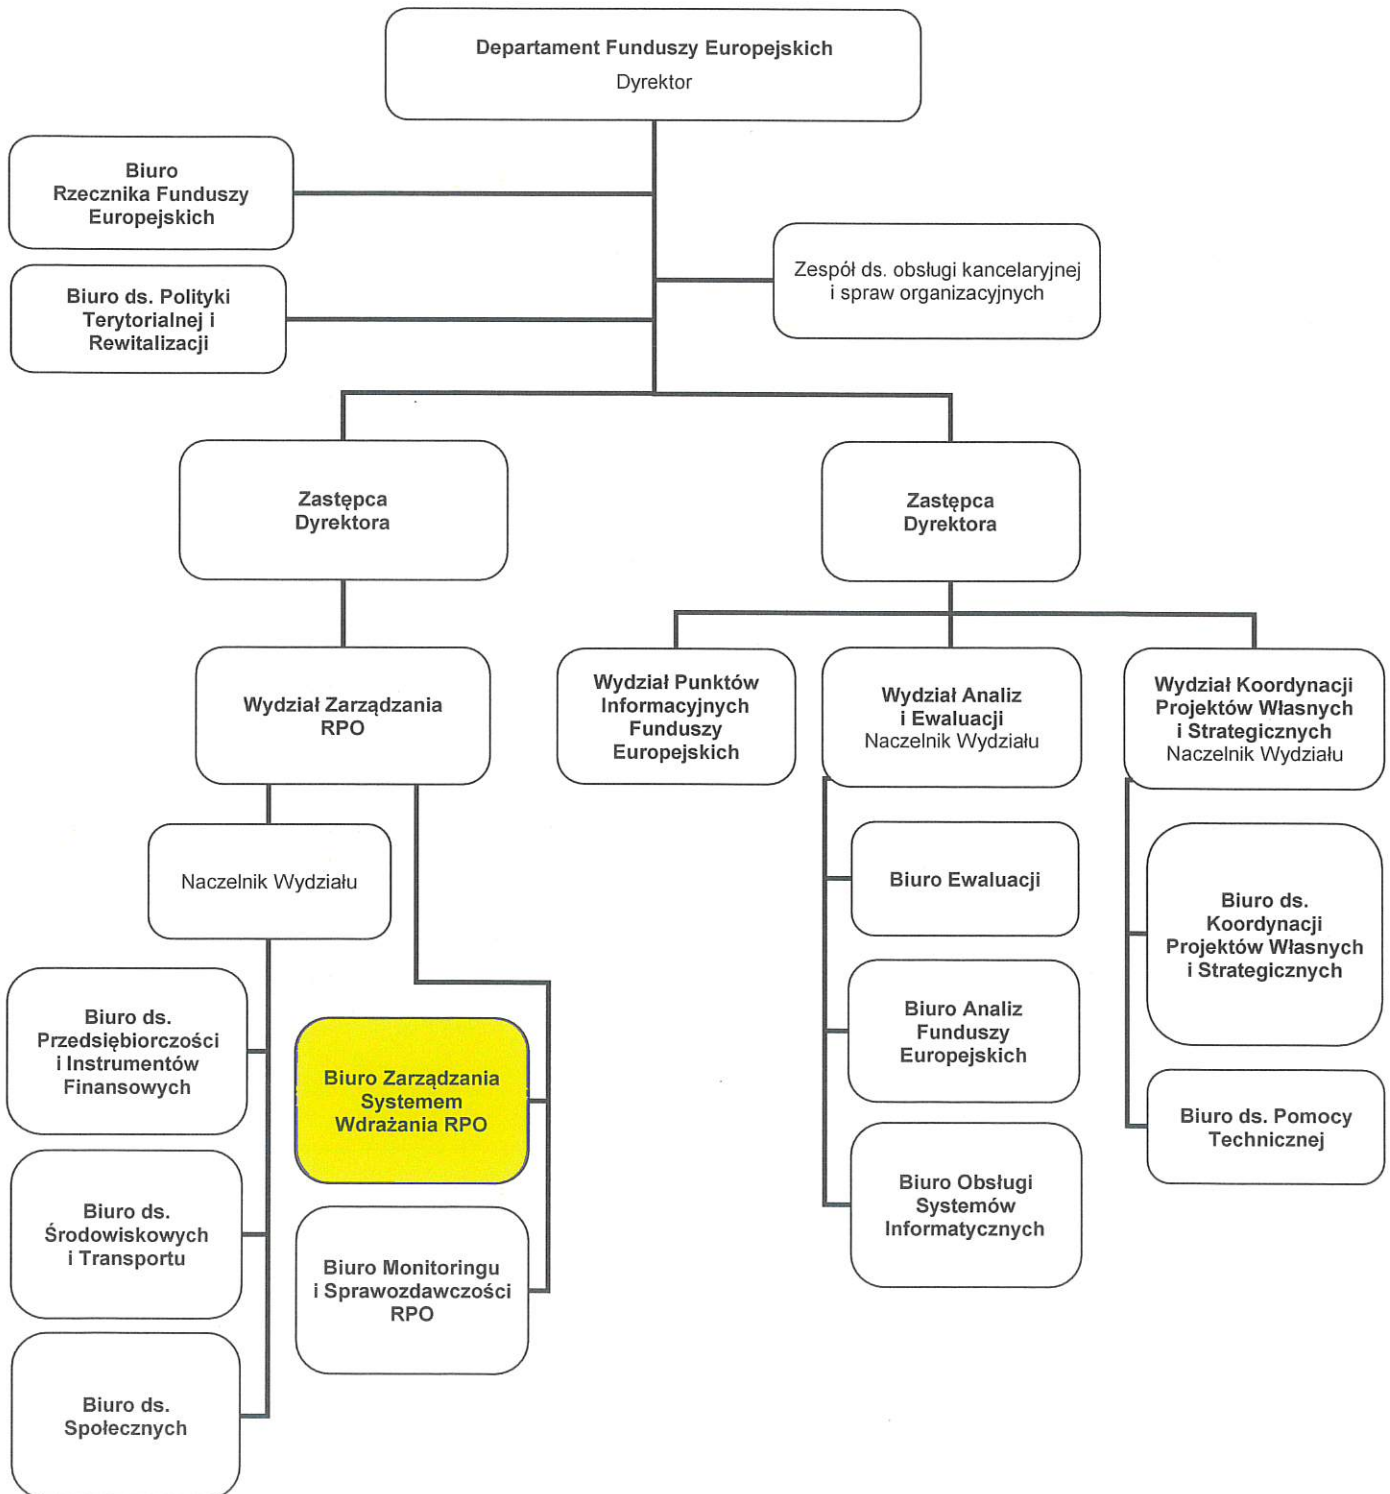 Departament Funduszy Europejskich
Dyrektor
Biuro
Rzecznika Funduszy
Europejskich
Zespół ds. obsługi kancelaryjnej
i spraw organizacyjnych
Biuro ds. Polityki
Terytorialnej i
Rewitalizacji
Zastępca
Dyrektora
Zastępca
Dyrektora
Wydział Zarządzania
RPO
Wydział Punktów
Informacyjnych
Funduszy
Europejskich
Wydział Analiz
i Ewaluacji
Naczelnik Wydziału
Wydział Koordynacji
Projektów Własnych
i Strategicznych
Naczelnik Wydziału
Naczelnik Wydziału
Biuro ds.
Przedsiębiorczości
i Instrumentów
Finansowych
Biuro ds.
Środowiskowych
i Transportu
Biuro ds.
Społecznych
Biuro Zarządzania
Systemem
Wdrażania RPO
Biuro Monitoringu
i Sprawozdawczości
RPO
Biuro Ewaluacji
Biuro Analiz
Funduszy
Europejskich
Biuro Obsługi
Systemów
Informatycznych
Biuro ds.
Koordynacji
Projektów Własnych
i Strategicznych
Biuro ds. Pomocy
Technicznej